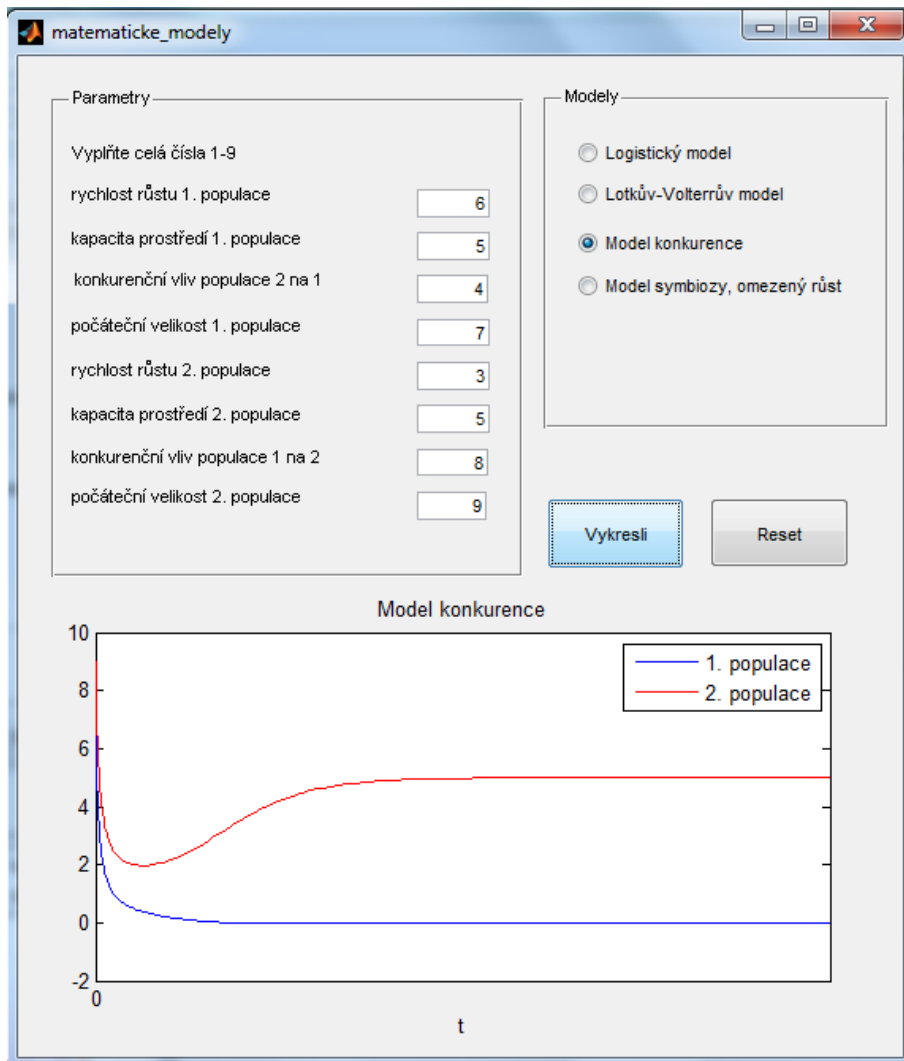 matematicke_modely
Parametry
Vyplňte celá čísla 1-9
rychlost růstu 1. populace 6
kapacita prostředí 1. populace 5
konkurenční vliv populace 2 na 1 4
počáteční velikost 1. populace 7
rychlost růstu 2. populace 3
kapacita prostředí 2. populace 5
konkurenční vliv populace 1 na 2 8
počáteční velikost 2. populace 9
Modely
Logistický model
Lotkův-Volterrův model
Model konkurence
Model symbiozy, omezený růst
Vykresli
Reset
Model konkurence
10
8
6
4
2
0
-2
0
t
1. populace
2. populace